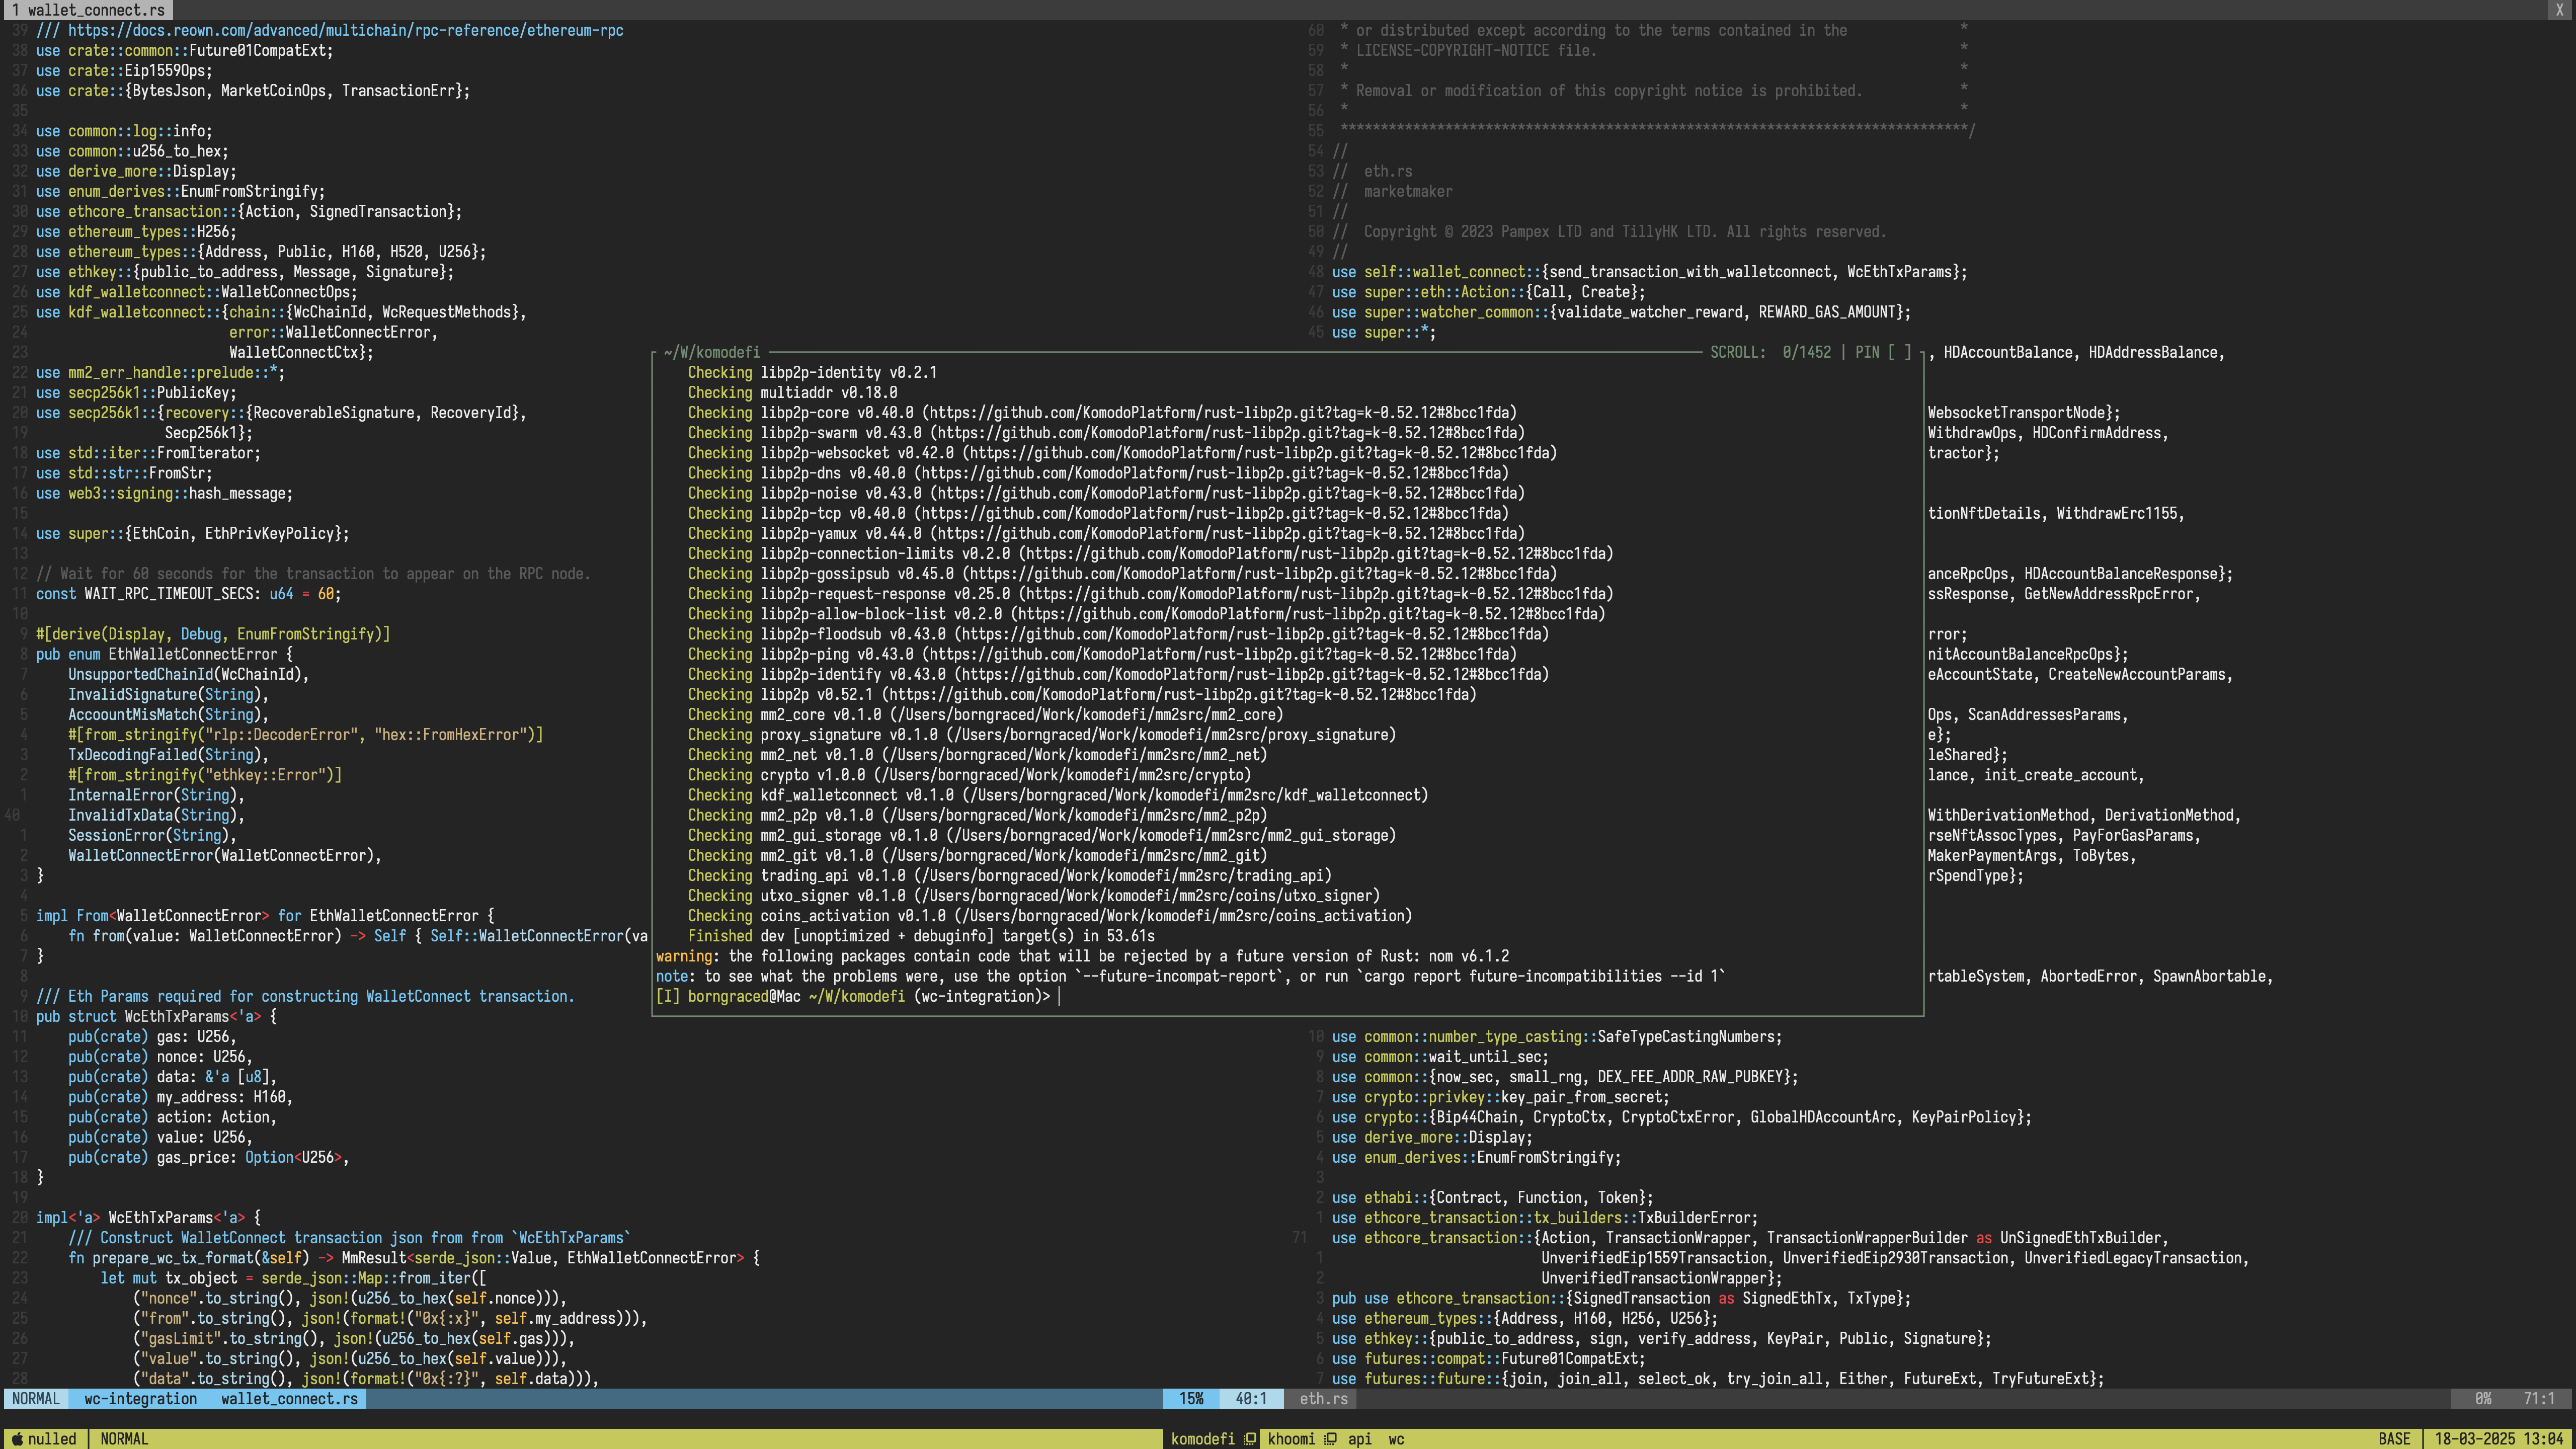 1 wallet_connect.rs X
39 /// https://docs.reown.com/advanced/multichain/rpc-reference/ethereum-rpc
38 use crate::common::Future01CompatExt;
37 use crate::Eip1559Ops;
36 use crate::{BytesJson, MarketCoinOps, TransactionErr};
35
34 use common::log::info;
33 use common::u256_to_hex;
32 use derive_more::Display;
31 use enum_derives::EnumFromStringify;
30 use ethcore_transaction::{Action, SignedTransaction};
29 use ethereum_types::H256;
28 use ethereum_types::{Address, Public, H160, H520, U256};
27 use ethkey::{public_to_address, Message, Signature};
26 use kdf_walletconnect::WalletConnectOps;
25 use kdf_walletconnect::{chain::{WcChainId, WcRequestMethods},
24 error::WalletConnectError,
23 WalletConnectCtx};
22 use mm2_err_handle::prelude::*;
21 use secp256k1::PublicKey;
20 use secp256k1::{recovery::{RecoverableSignature, RecoveryId},
19 Secp256k1};
18 use std::iter::FromIterator;
17 use std::str::FromStr;
16 use web3::signing::hash_message;
15
14 use super::{EthCoin, EthPrivKeyPolicy};
13
12 // Wait for 60 seconds for the transaction to appear on the RPC node.
11 const WAIT_RPC_TIMEOUT_SECS: u64 = 60;
10
9 #[derive(Display, Debug, EnumFromStringify)]
8 pub enum EthWalletConnectError {
7 UnsupportedChainId(WcChainId),
6 InvalidSignature(String),
5 AccoountMisMatch(String),
4 #[from_stringify("rlp::DecoderError", "hex::FromHexError")]
3 TxDecodingFailed(String),
2 #[from_stringify("ethkey::Error")]
1 InternalError(String),
40 InvalidTxData(String),
1 SessionError(String),
2 WalletConnectError(WalletConnectError),
3 }
4
5 impl From<WalletConnectError> for EthWalletConnectError {
6 fn from(value: WalletConnectError) -> Self { Self::WalletConnectError(va
7 }
8
9 /// Eth Params required for constructing WalletConnect transaction.
10 pub struct WcEthTxParams<'a> {
11 pub(crate) gas: U256,
12 pub(crate) nonce: U256,
13 pub(crate) data: &'a [u8],
14 pub(crate) my_address: H160,
15 pub(crate) action: Action,
16 pub(crate) value: U256,
17 pub(crate) gas_price: Option<U256>,
18 }
19
20 impl<'a> WcEthTxParams<'a> {
21 /// Construct WalletConnect transaction json from from `WcEthTxParams`
22 fn prepare_wc_tx_format(&self) -> MmResult<serde_json::Value, EthWalletConnectError> {
23 let mut tx_object = serde_json::Map::from_iter([
24 ("nonce".to_string(), json!(u256_to_hex(self.nonce))),
25 ("from".to_string(), json!(format!("0x{:x}", self.my_address))),
26 ("gasLimit".to_string(), json!(u256_to_hex(self.gas))),
27 ("value".to_string(), json!(u256_to_hex(self.value))),
28 ("data".to_string(), json!(format!("0x{:?}", self.data))),
NORMAL wc-integration wallet_connect.rs 15% 40:1
~/W/komodefi SCROLL: 0/1452 | PIN [ ]
Checking libp2p-identity v0.2.1
Checking multiaddr v0.18.0
Checking libp2p-core v0.40.0 (https://github.com/KomodoPlatform/rust-libp2p.git?tag=k-0.52.12#8bcc1fda)
Checking libp2p-swarm v0.43.0 (https://github.com/KomodoPlatform/rust-libp2p.git?tag=k-0.52.12#8bcc1fda)
Checking libp2p-websocket v0.42.0 (https://github.com/KomodoPlatform/rust-libp2p.git?tag=k-0.52.12#8bcc1fda)
Checking libp2p-dns v0.40.0 (https://github.com/KomodoPlatform/rust-libp2p.git?tag=k-0.52.12#8bcc1fda)
Checking libp2p-noise v0.43.0 (https://github.com/KomodoPlatform/rust-libp2p.git?tag=k-0.52.12#8bcc1fda)
Checking libp2p-tcp v0.40.0 (https://github.com/KomodoPlatform/rust-libp2p.git?tag=k-0.52.12#8bcc1fda)
Checking libp2p-yamux v0.44.0 (https://github.com/KomodoPlatform/rust-libp2p.git?tag=k-0.52.12#8bcc1fda)
Checking libp2p-connection-limits v0.2.0 (https://github.com/KomodoPlatform/rust-libp2p.git?tag=k-0.52.12#8bcc1fda)
Checking libp2p-gossipsub v0.45.0 (https://github.com/KomodoPlatform/rust-libp2p.git?tag=k-0.52.12#8bcc1fda)
Checking libp2p-request-response v0.25.0 (https://github.com/KomodoPlatform/rust-libp2p.git?tag=k-0.52.12#8bcc1fda)
Checking libp2p-allow-block-list v0.2.0 (https://github.com/KomodoPlatform/rust-libp2p.git?tag=k-0.52.12#8bcc1fda)
Checking libp2p-floodsub v0.43.0 (https://github.com/KomodoPlatform/rust-libp2p.git?tag=k-0.52.12#8bcc1fda)
Checking libp2p-ping v0.43.0 (https://github.com/KomodoPlatform/rust-libp2p.git?tag=k-0.52.12#8bcc1fda)
Checking libp2p-identify v0.43.0 (https://github.com/KomodoPlatform/rust-libp2p.git?tag=k-0.52.12#8bcc1fda)
Checking libp2p v0.52.1 (https://github.com/KomodoPlatform/rust-libp2p.git?tag=k-0.52.12#8bcc1fda)
Checking mm2_core v0.1.0 (/Users/borngraced/Work/komodefi/mm2src/mm2_core)
Checking proxy_signature v0.1.0 (/Users/borngraced/Work/komodefi/mm2src/proxy_signature)
Checking mm2_net v0.1.0 (/Users/borngraced/Work/komodefi/mm2src/mm2_net)
Checking crypto v1.0.0 (/Users/borngraced/Work/komodefi/mm2src/crypto)
Checking kdf_walletconnect v0.1.0 (/Users/borngraced/Work/komodefi/mm2src/kdf_walletconnect)
Checking mm2_p2p v0.1.0 (/Users/borngraced/Work/komodefi/mm2src/mm2_p2p)
Checking mm2_gui_storage v0.1.0 (/Users/borngraced/Work/komodefi/mm2src/mm2_gui_storage)
Checking mm2_git v0.1.0 (/Users/borngraced/Work/komodefi/mm2src/mm2_git)
Checking trading_api v0.1.0 (/Users/borngraced/Work/komodefi/mm2src/trading_api)
Checking utxo_signer v0.1.0 (/Users/borngraced/Work/komodefi/mm2src/coins/utxo_signer)
Checking coins_activation v0.1.0 (/Users/borngraced/Work/komodefi/mm2src/coins_activation)
Finished dev [unoptimized + debuginfo] target(s) in 53.61s
warning: the following packages contain code that will be rejected by a future version of Rust: nom v6.1.2
note: to see what the problems were, use the option `--future-incompat-report`, or run `cargo report future-incompatibilities --id 1`
[I] borngraced@Mac ~/W/komodefi (wc-integration)>
60 * or distributed except according to the terms contained in the *
59 * LICENSE-COPYRIGHT-NOTICE file. *
58 * *
57 * Removal or modification of this copyright notice is prohibited. *
56 * *
55 ******************************************************************************/
54 //
53 // eth.rs
52 // marketmaker
51 //
50 // Copyright © 2023 Pampex LTD and TillyHK LTD. All rights reserved.
49 //
48 use self::wallet_connect::{send_transaction_with_walletconnect, WcEthTxParams};
47 use super::eth::Action::{Call, Create};
46 use super::watcher_common::{validate_watcher_reward, REWARD_GAS_AMOUNT};
45 use super::*;
, HDAccountBalance, HDAddressBalance,
WebsocketTransportNode};
WithdrawOps, HDConfirmAddress,
tractor};
tionNftDetails, WithdrawErc1155,
anceRpcOps, HDAccountBalanceResponse};
ssResponse, GetNewAddressRpcError,
rror;
nitAccountBalanceRpcOps};
eAccountState, CreateNewAccountParams,
Ops, ScanAddressesParams,
e};
leShared};
lance, init_create_account,
WithDerivationMethod, DerivationMethod,
rseNftAssocTypes, PayForGasParams,
MakerPaymentArgs, ToBytes,
rSpendType};
rtableSystem, AbortedError, SpawnAbortable,
10 use common::number_type_casting::SafeTypeCastingNumbers;
9 use common::wait_until_sec;
8 use common::{now_sec, small_rng, DEX_FEE_ADDR_RAW_PUBKEY};
7 use crypto::privkey::key_pair_from_secret;
6 use crypto::{Bip44Chain, CryptoCtx, CryptoCtxError, GlobalHDAccountArc, KeyPairPolicy};
5 use derive_more::Display;
4 use enum_derives::EnumFromStringify;
3
2 use ethabi::{Contract, Function, Token};
1 use ethcore_transaction::tx_builders::TxBuilderError;
71 use ethcore_transaction::{Action, TransactionWrapper, TransactionWrapperBuilder as UnSignedEthTxBuilder,
1 UnverifiedEip1559Transaction, UnverifiedEip2930Transaction, UnverifiedLegacyTransaction,
2 UnverifiedTransactionWrapper};
3 pub use ethcore_transaction::{SignedTransaction as SignedEthTx, TxType};
4 use ethereum_types::{Address, H160, H256, U256};
5 use ethkey::{public_to_address, sign, verify_address, KeyPair, Public, Signature};
6 use futures::compat::Future01CompatExt;
7 use futures::future::{join, join_all, select_ok, try_join_all, Either, FutureExt, TryFutureExt};
eth.rs 0% 71:1
nulled | NORMAL komodefi khoomi api wc BASE | 18-03-2025 13:04